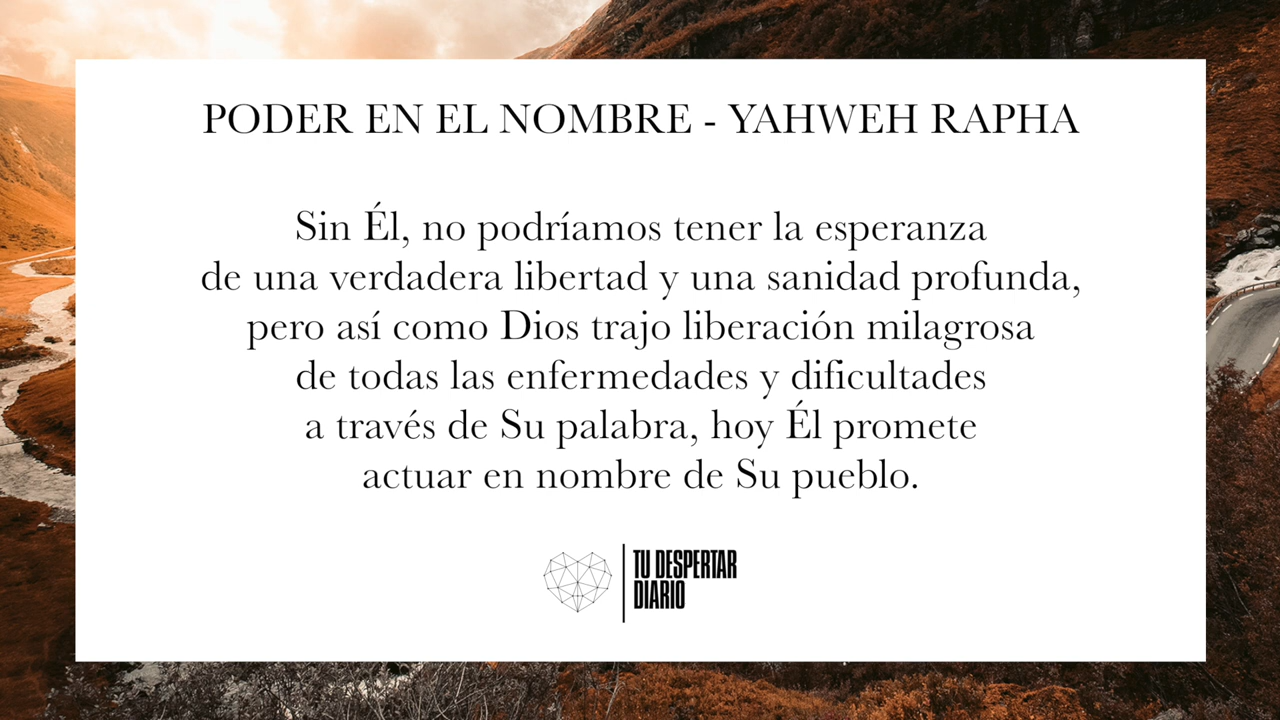 PODER EN EL NOMBRE - YAHWEH RAPHA
Sin Él, no podríamos tener la esperanza
de una verdadera libertad y una sanidad profunda,
pero así como Dios trajo liberación milagrosa
de todas las enfermedades y dificultades
a través de Su palabra, hoy Él promete
actuar en nombre de Su pueblo.
TU DESPERTAR
DIARIO